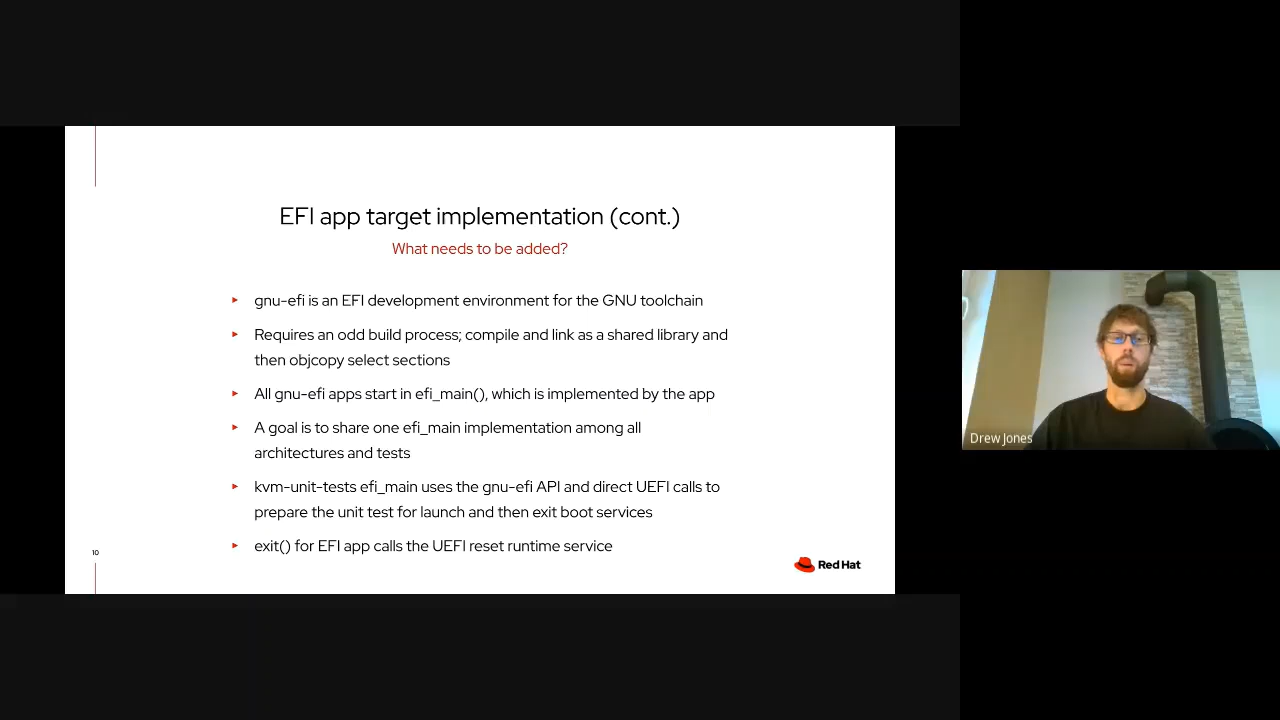 EFI app target implementation (cont.)
What needs to be added?
gnu-efi is an EFI development environment for the GNU toolchain
Requires an odd build process; compile and link as a shared library and
then objcopy select sections
All gnu-efi apps start in efi_main(), which is implemented by the app
A goal is to share one efi_main implementation among all
architectures and tests
kvm-unit-tests efi_main uses the gnu-efi API and direct UEFI calls to
prepare the unit test for launch and then exit boot services
exit() for EFI app calls the UEFI reset runtime service
10
Red Hat
Drew Jones